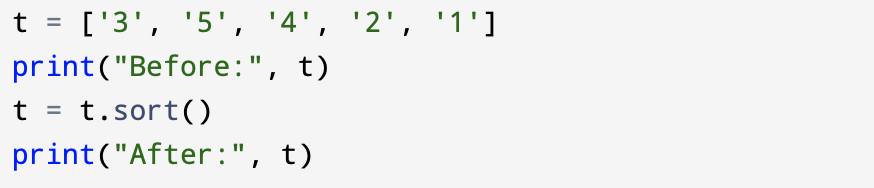 t = ['3', '5', '4', '2', '1']
print("Before:", t)
t = t.sort()
print("After:", t)